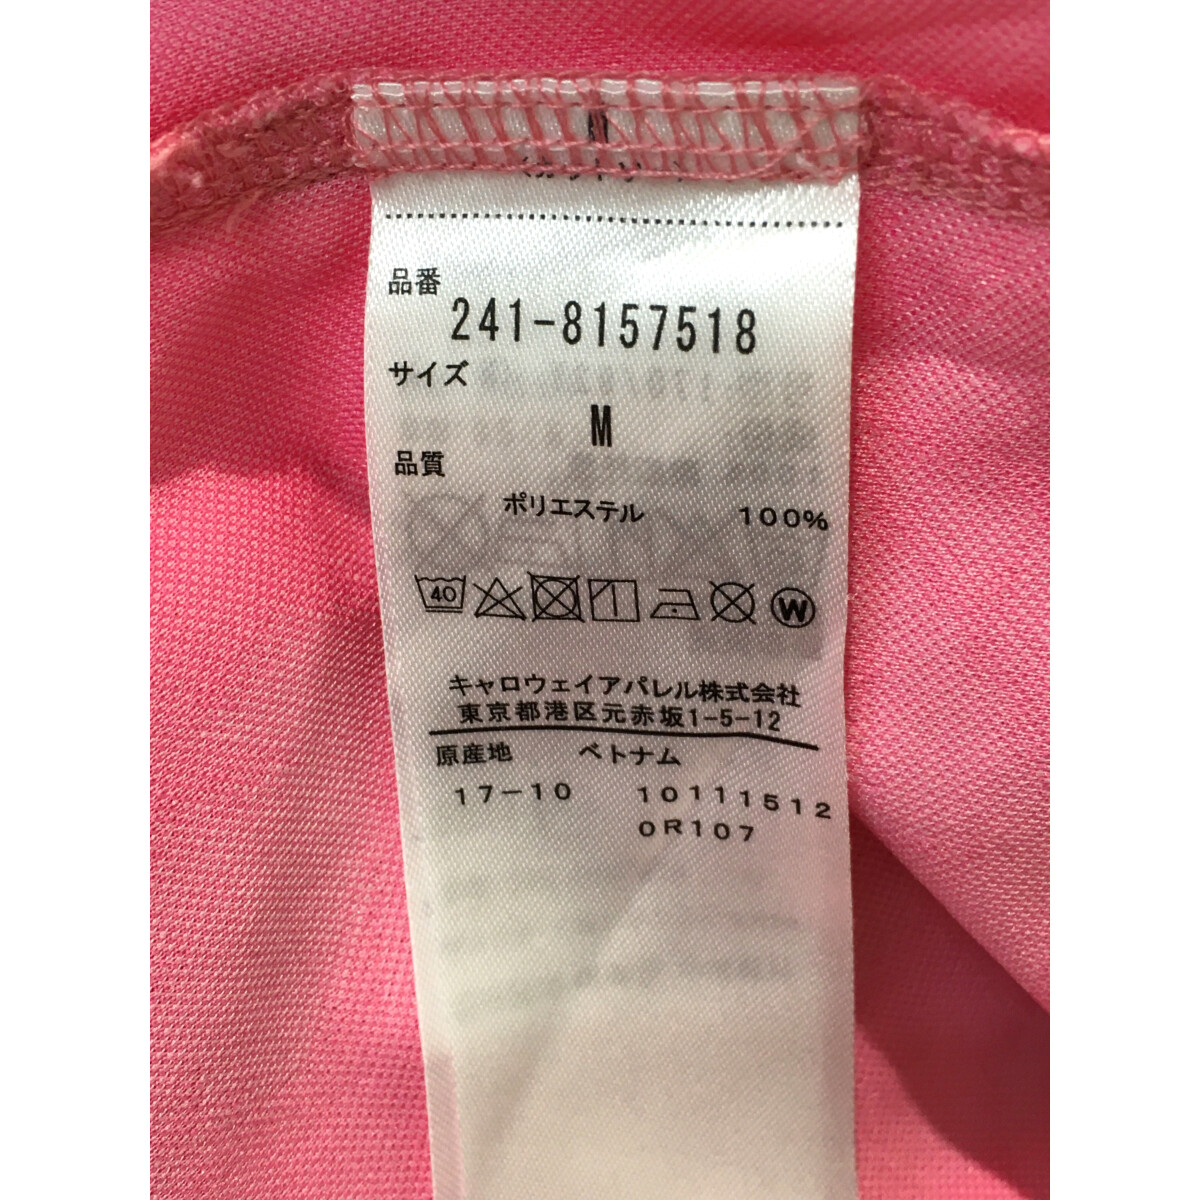 品番
241-8157518
サイズ
M
品質
ポリエステル 100%
40 W
キャロウェイアパレル株式会社
東京都港区元赤坂1-5-12
原産地 ベトナム
17-10 10111512
0R107